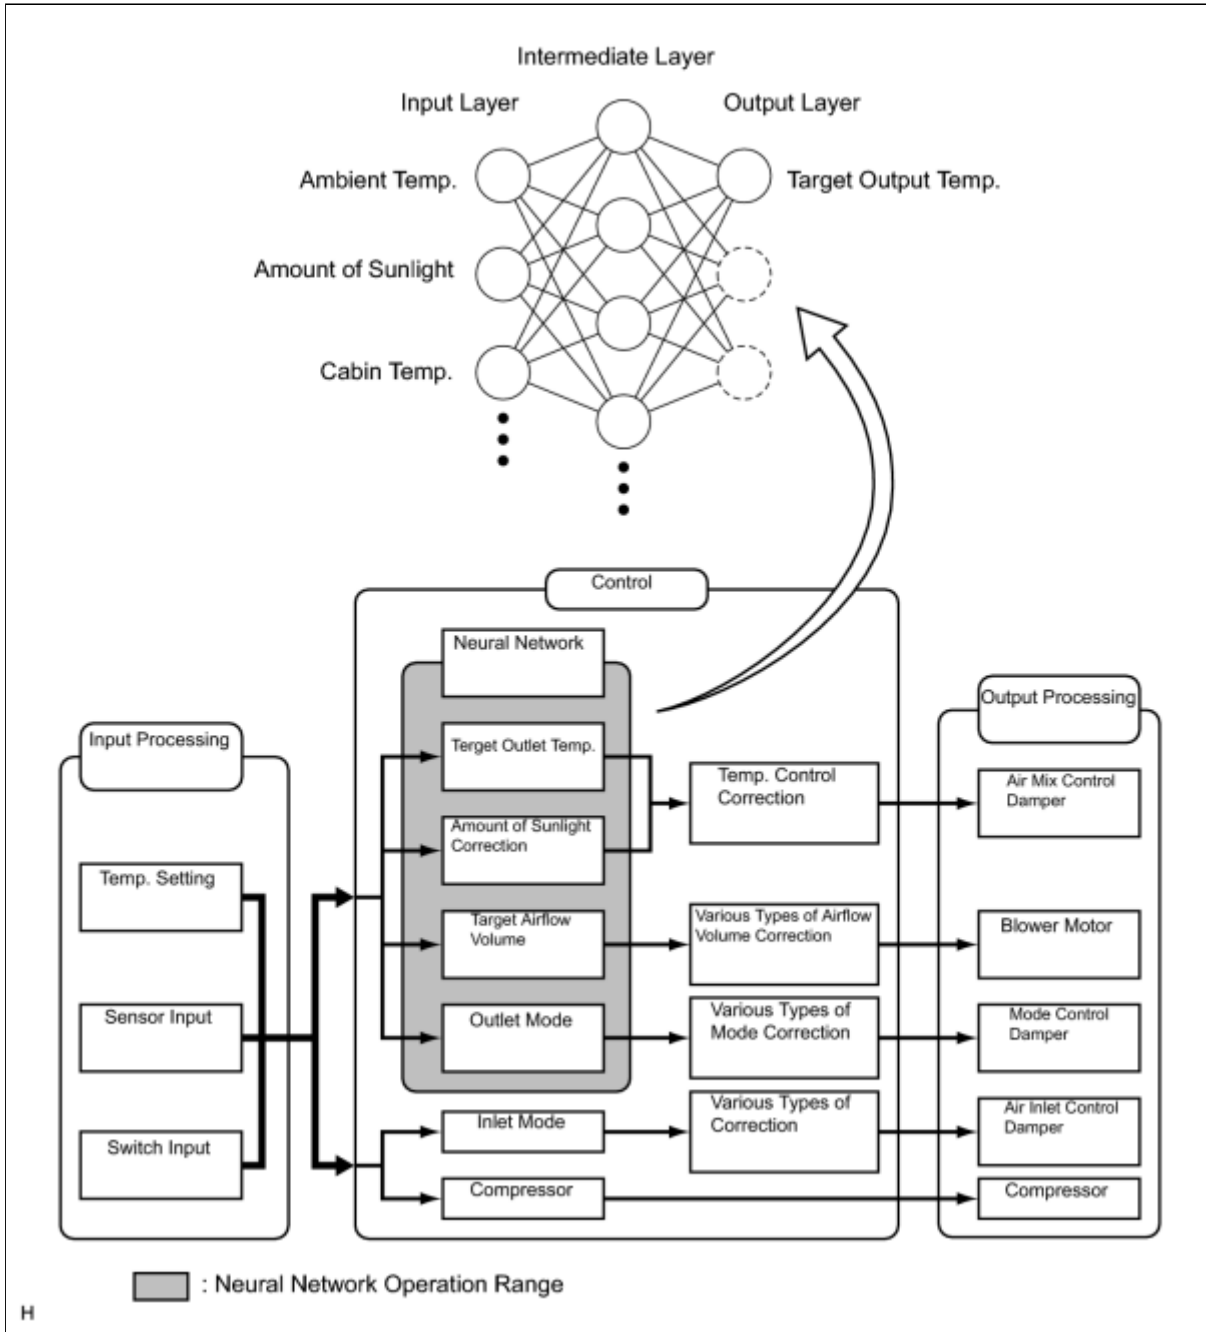 Intermediate Layer
Input Layer
Output Layer
Ambient Temp.
Target Output Temp.
Amount of Sunlight
Cabin Temp.
Control
Neural Network
Input Processing
Output Processing
Terget Outlet Temp.
Temp. Control
Correction
Air Mix Control
Damper
Amount of Sunlight
Correction
Temp. Setting
Target Airflow
Volume
Various Types of Airflow
Volume Correction
Blower Motor
Sensor Input
Outlet Mode
Various Types of
Mode Correction
Mode Control
Damper
Switch Input
Inlet Mode
Various Types of
Correction
Air Inlet Control
Damper
Compressor
Compressor
: Neural Network Operation Range
H